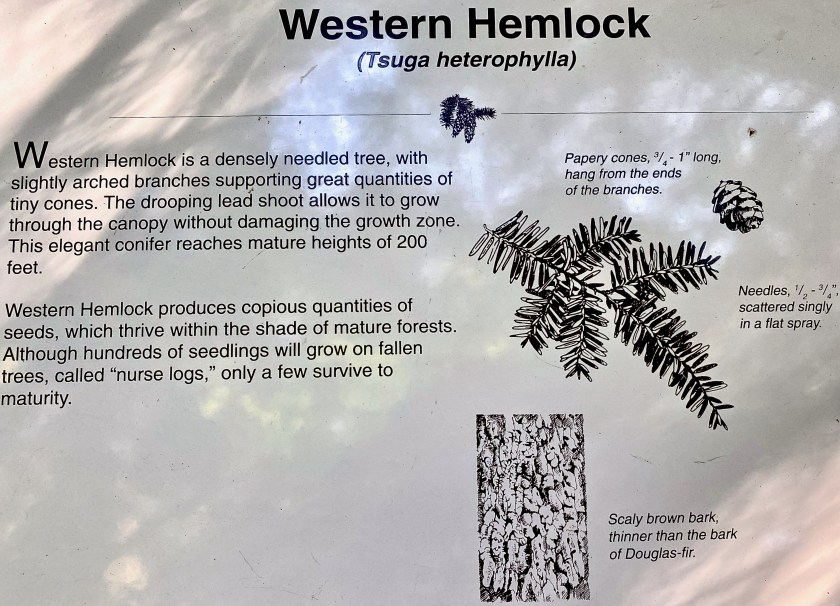 Western Hemlock
(Tsuga heterophylla)
Western Hemlock is a densely needled tree, with
slightly arched branches supporting great quantities of
tiny cones. The drooping lead shoot allows it to grow
through the canopy without damaging the growth zone.
This elegant conifer reaches mature heights of 200
feet.
Western Hemlock produces copious quantities of
seeds, which thrive within the shade of mature forests.
Although hundreds of seedlings will grow on fallen
trees, called “nurse logs,” only a few survive to
maturity.
Papery cones, 3/4 - 1” long,
hang from the ends
of the branches.
Needles, 1/2 - 3/4”,
scattered singly
in a flat spray.
Scaly brown bark,
thinner than the bark
of Douglas-fir.